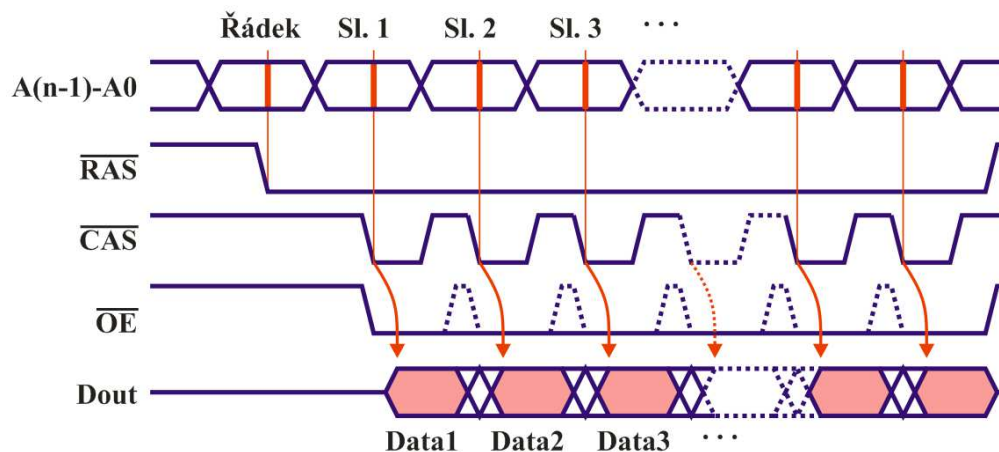 Řádek Sl. 1 Sl. 2 Sl. 3 . . .
A(n-1)-A0
RAS
CAS
OE
Dout
Data1 Data2 Data3 . . .